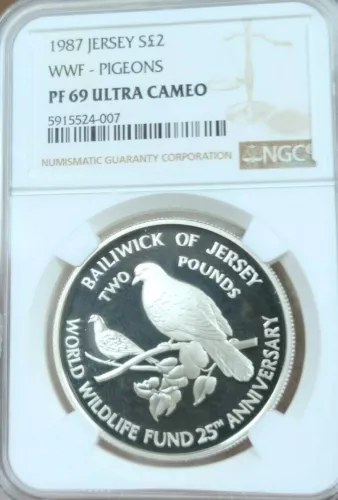 1987 JERSEY S£2
WWF - PIGEONS
PF 69 ULTRA CAMEO
5915524-007
NUMISMATIC GUARANTY CORPORATION
NGC
BAILIWICK OF JERSEY
TWO POUNDS
WORLD WILDLIFE FUND 25TH ANNIVERSARY